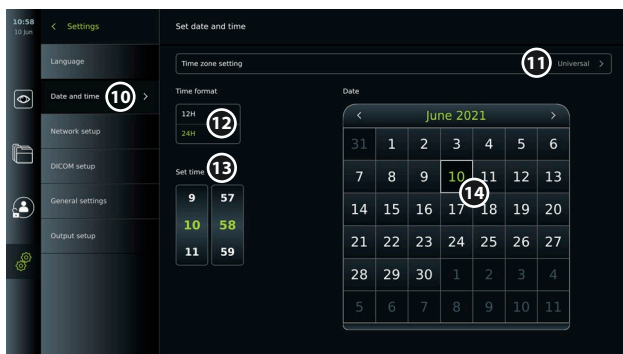 10:58
10 Jun
Settings
Set date and time
Language
Time zone setting
11
Universal
Date and time
10
Time format
Date
12H
24H
12
June 2021
Network setup
31 1 2 3 4 5 6
DICOM setup
Set time
13
7 8 9 10 11 12 13
14
General settings
9 57
14 15 16 17 18 19 20
10 58
Output setup
21 22 23 24 25 26 27
11 59
28 29 30 1 2 3 4
5 6 7 8 9 10 11